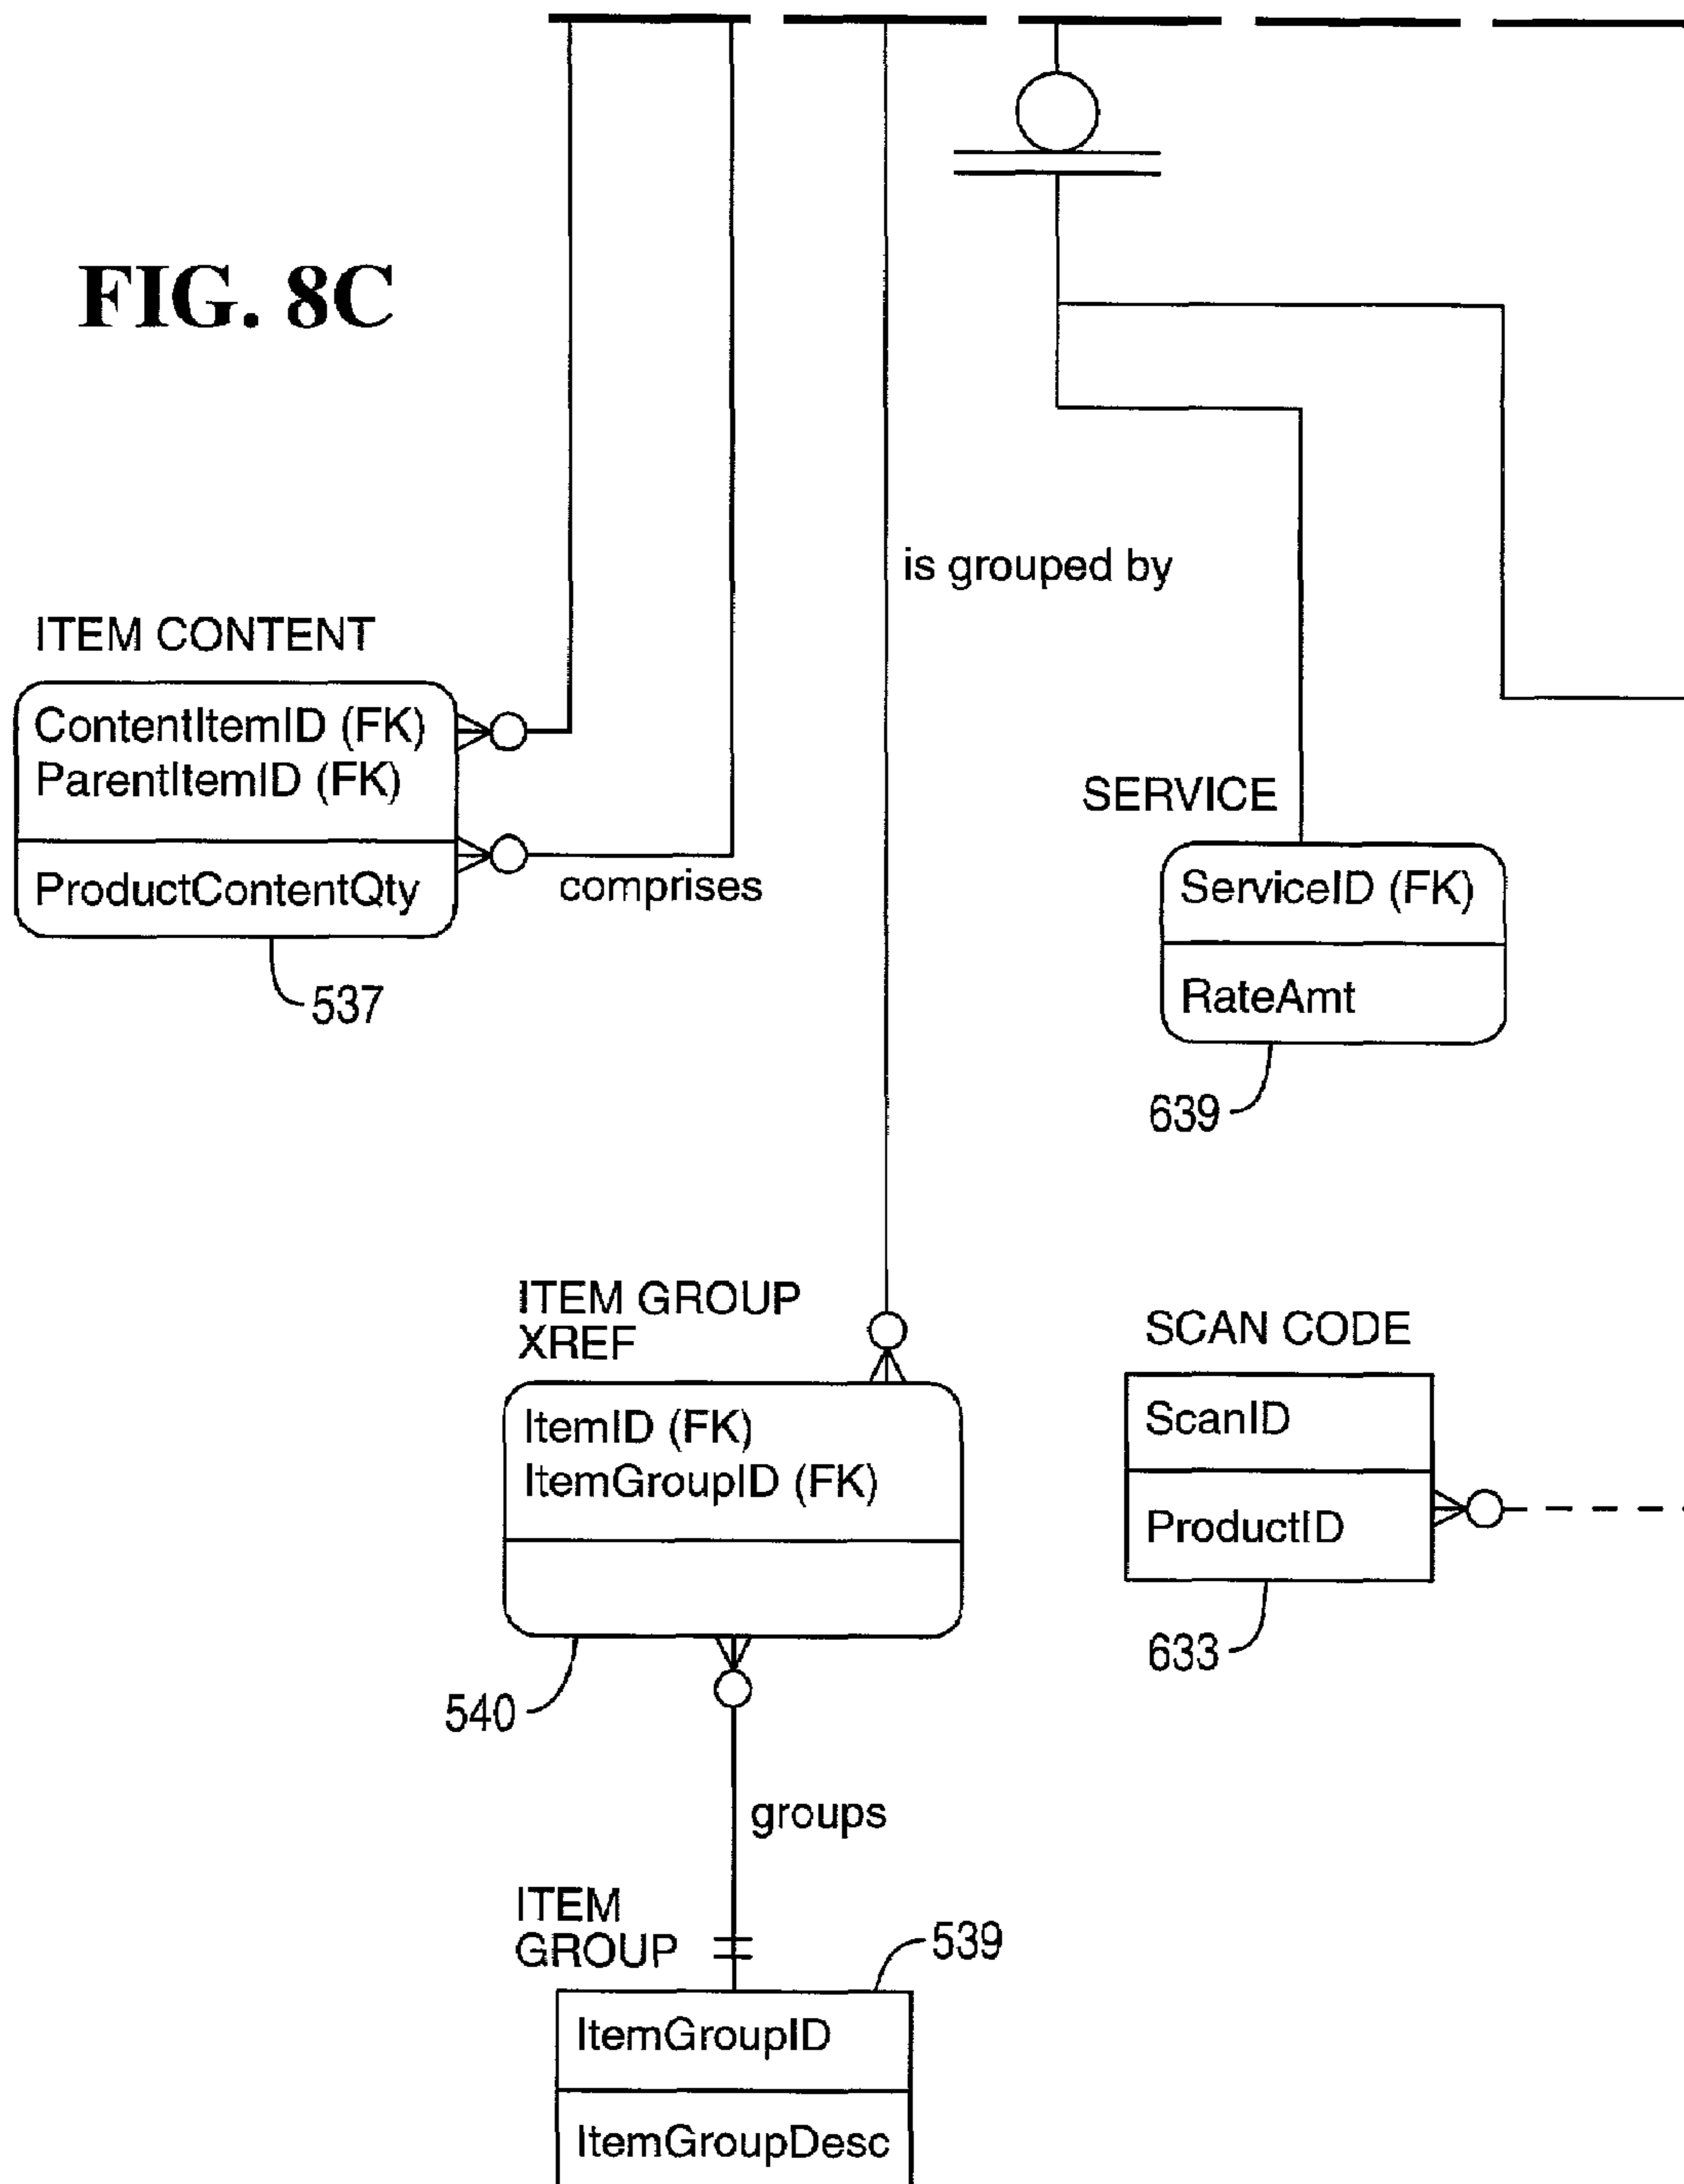 FIG. 8C
is grouped by
ITEM CONTENT
ContentItemID (FK)
ParentItemID (FK)
ProductContentQty
comprises
537
SERVICE
ServiceID (FK)
RateAmt
639
ITEM GROUP
XREF
ItemID (FK)
ItemGroupID (FK)
540
SCAN CODE
ScanID
ProductID
633
groups
ITEM
GROUP
539
ItemGroupID
ItemGroupDesc